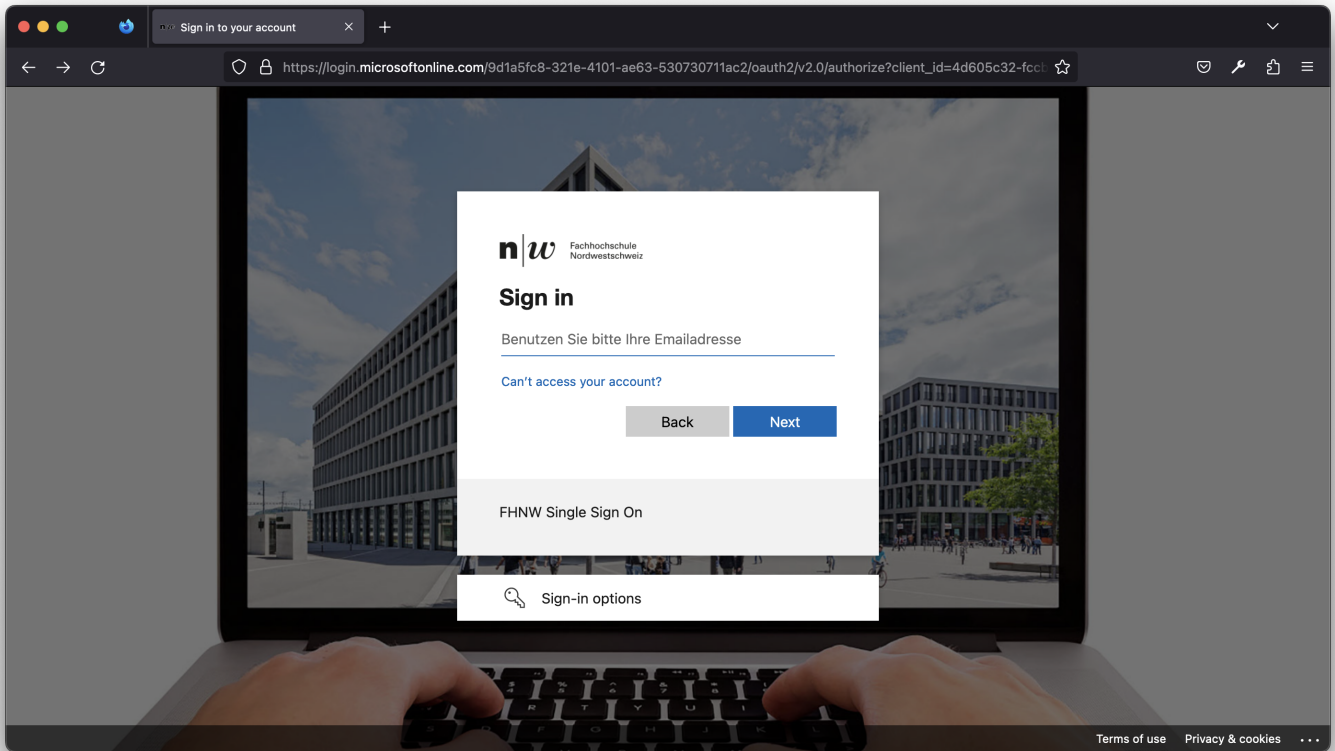 Sign in to your account
https://login.microsoftonline.com/9d1a5fc8-321e-4101-ae63-530730711ac2/oauth2/v2.0/authorize?client_id=4d605c32-fccb
n|w Fachhochschule
Nordwestschweiz
Sign in
Benutzen Sie bitte Ihre Emailadresse
Can't access your account?
Back Next
FHNW Single Sign On
Sign-in options
Terms of use Privacy & cookies ...